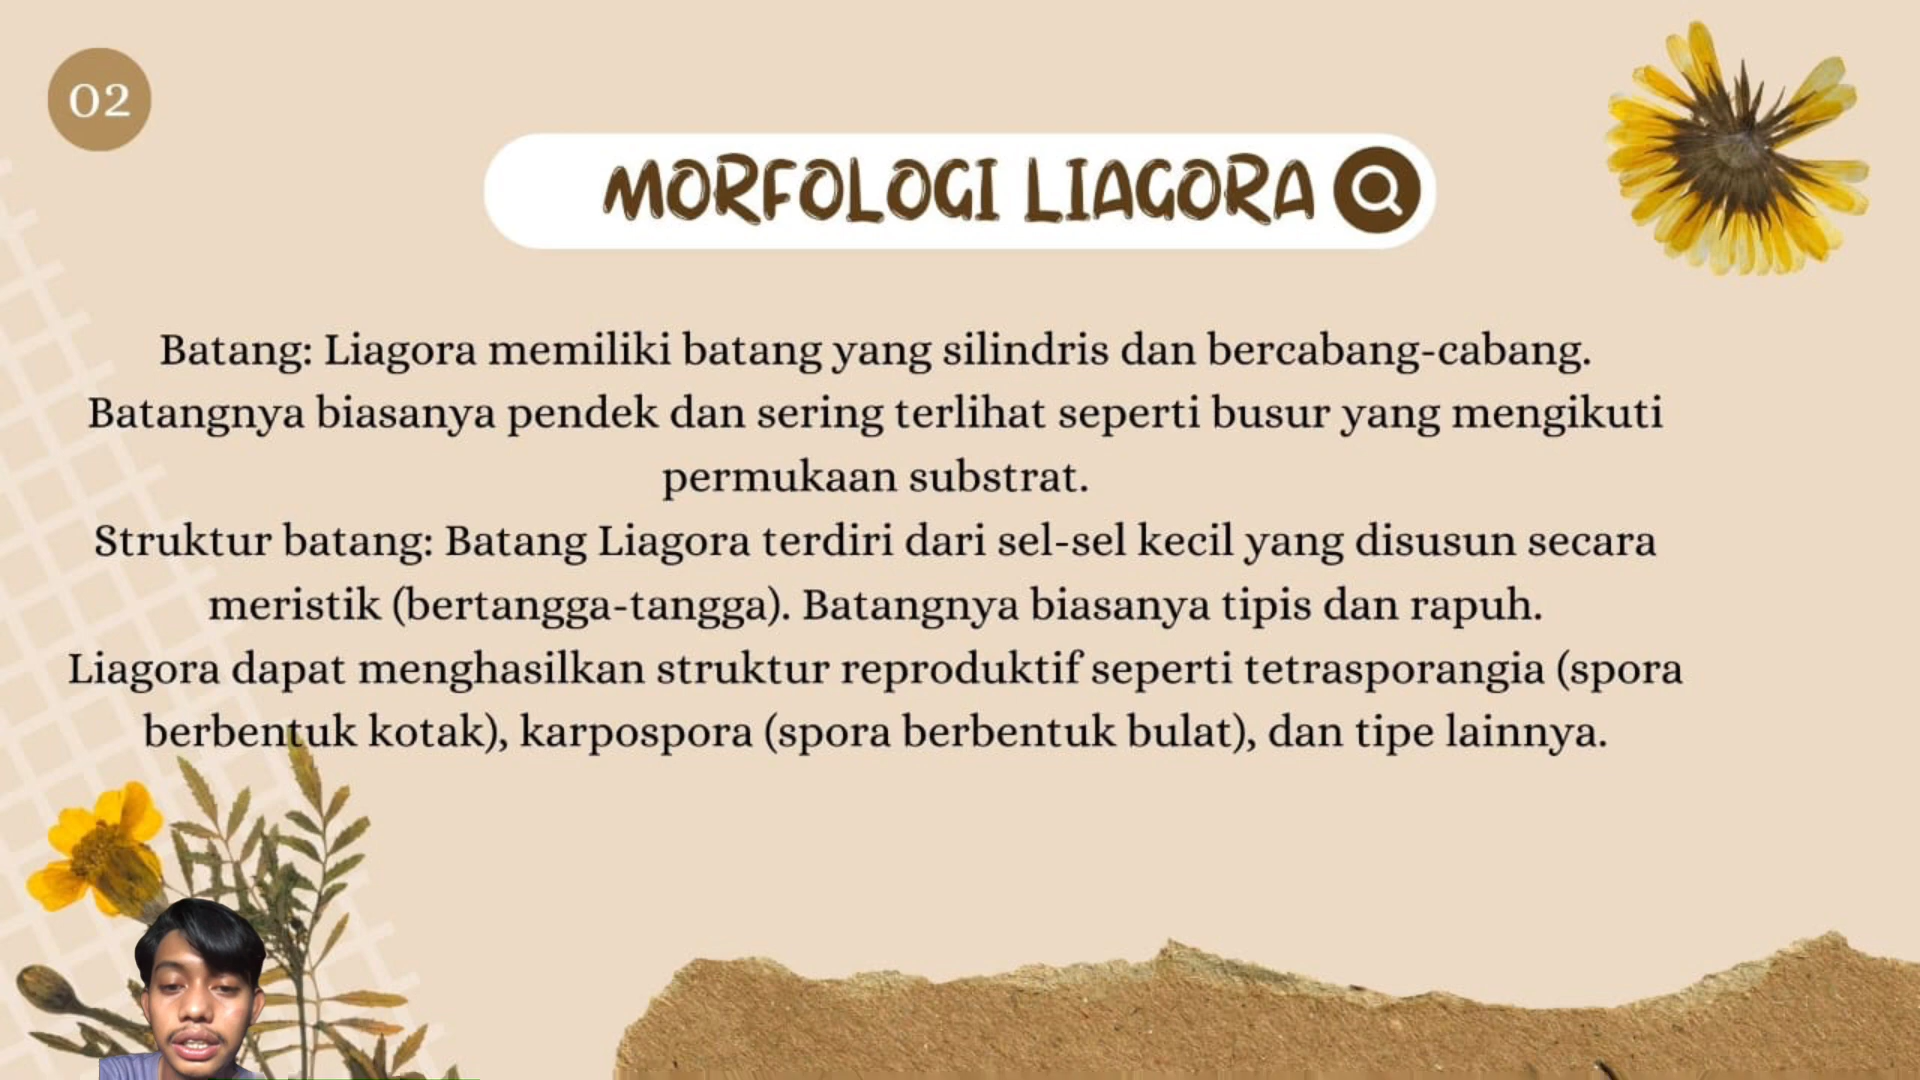 02
MORFOLOGI LIAGORA
Batang: Liagora memiliki batang yang silindris dan bercabang-cabang.
Batangnya biasanya pendek dan sering terlihat seperti busur yang mengikuti
permukaan substrat.
Struktur batang: Batang Liagora terdiri dari sel-sel kecil yang disusun secara
meristik (bertangga-tangga). Batangnya biasanya tipis dan rapuh.
Liagora dapat menghasilkan struktur reproduktif seperti tetrasporangia (spora
berbentuk kotak), karpospora (spora berbentuk bulat), dan tipe lainnya.